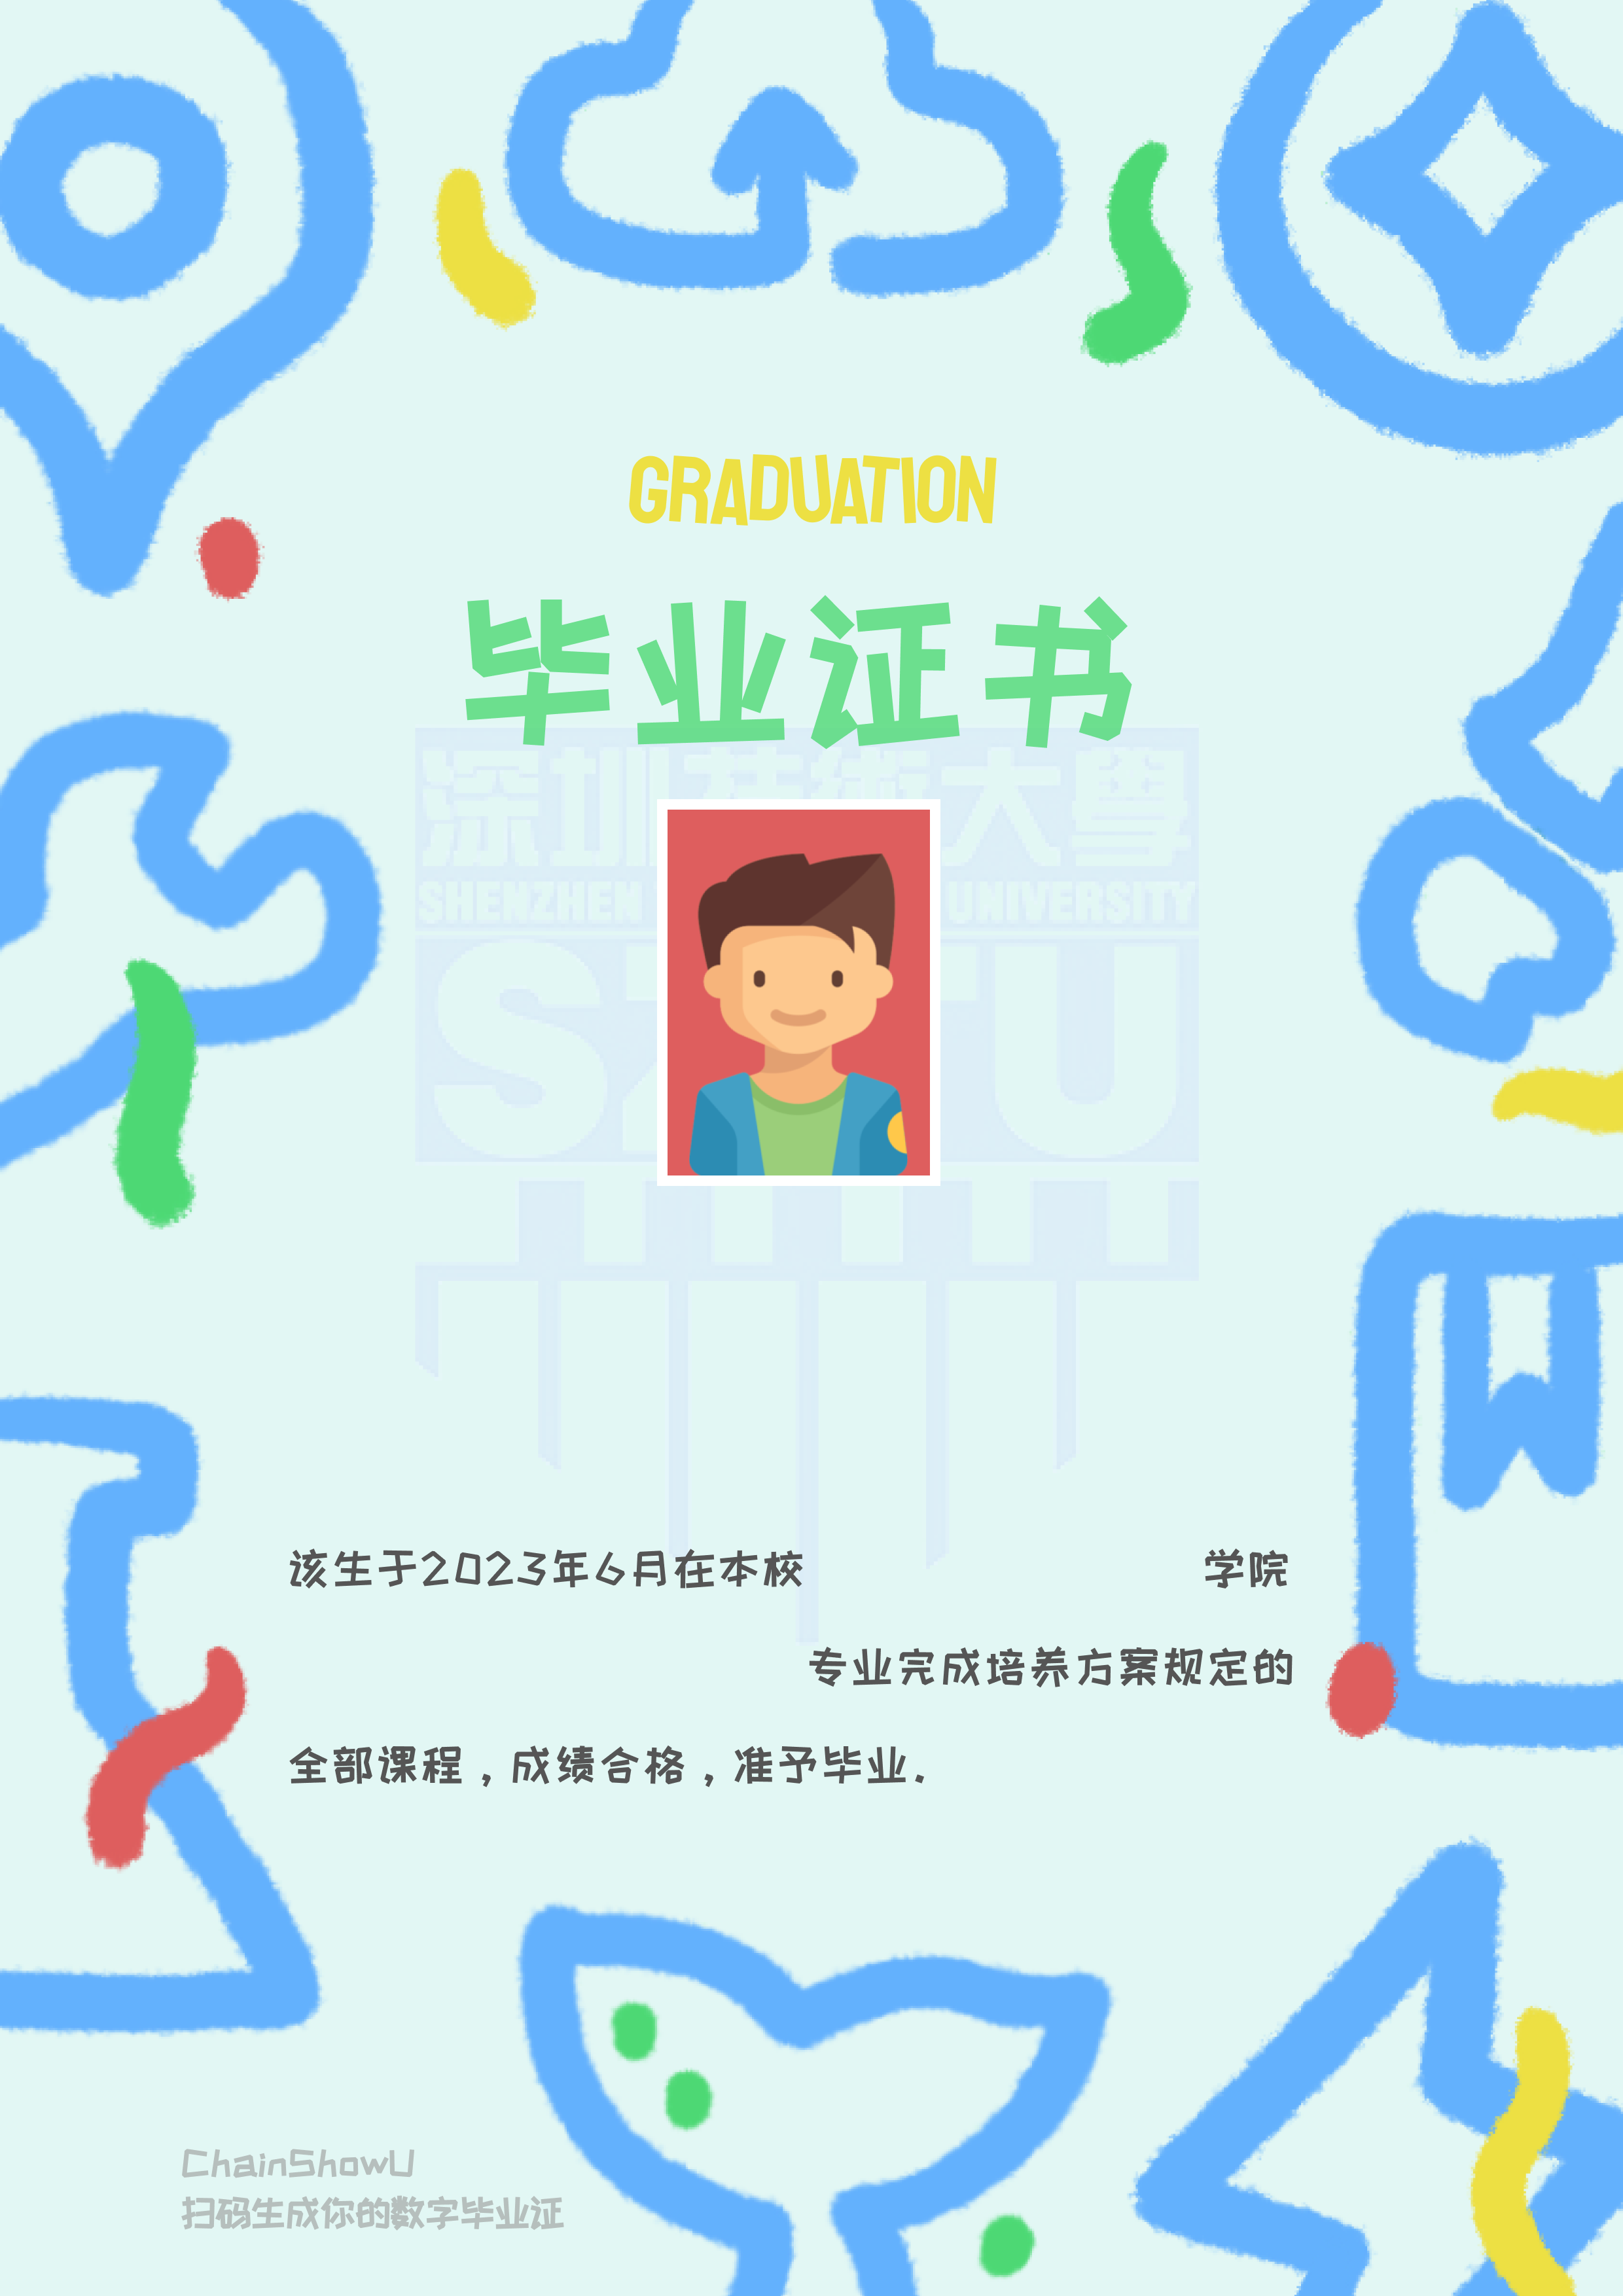 GRADUATION
毕业证书
深圳技術大學
SHENZHEN UNIVERSITY
SZTU
该生于2023年6月在本校 学院
专业完成培养方案规定的
全部课程，成绩合格，准予毕业.
ChainShowU
扫码生成你的数字毕业证